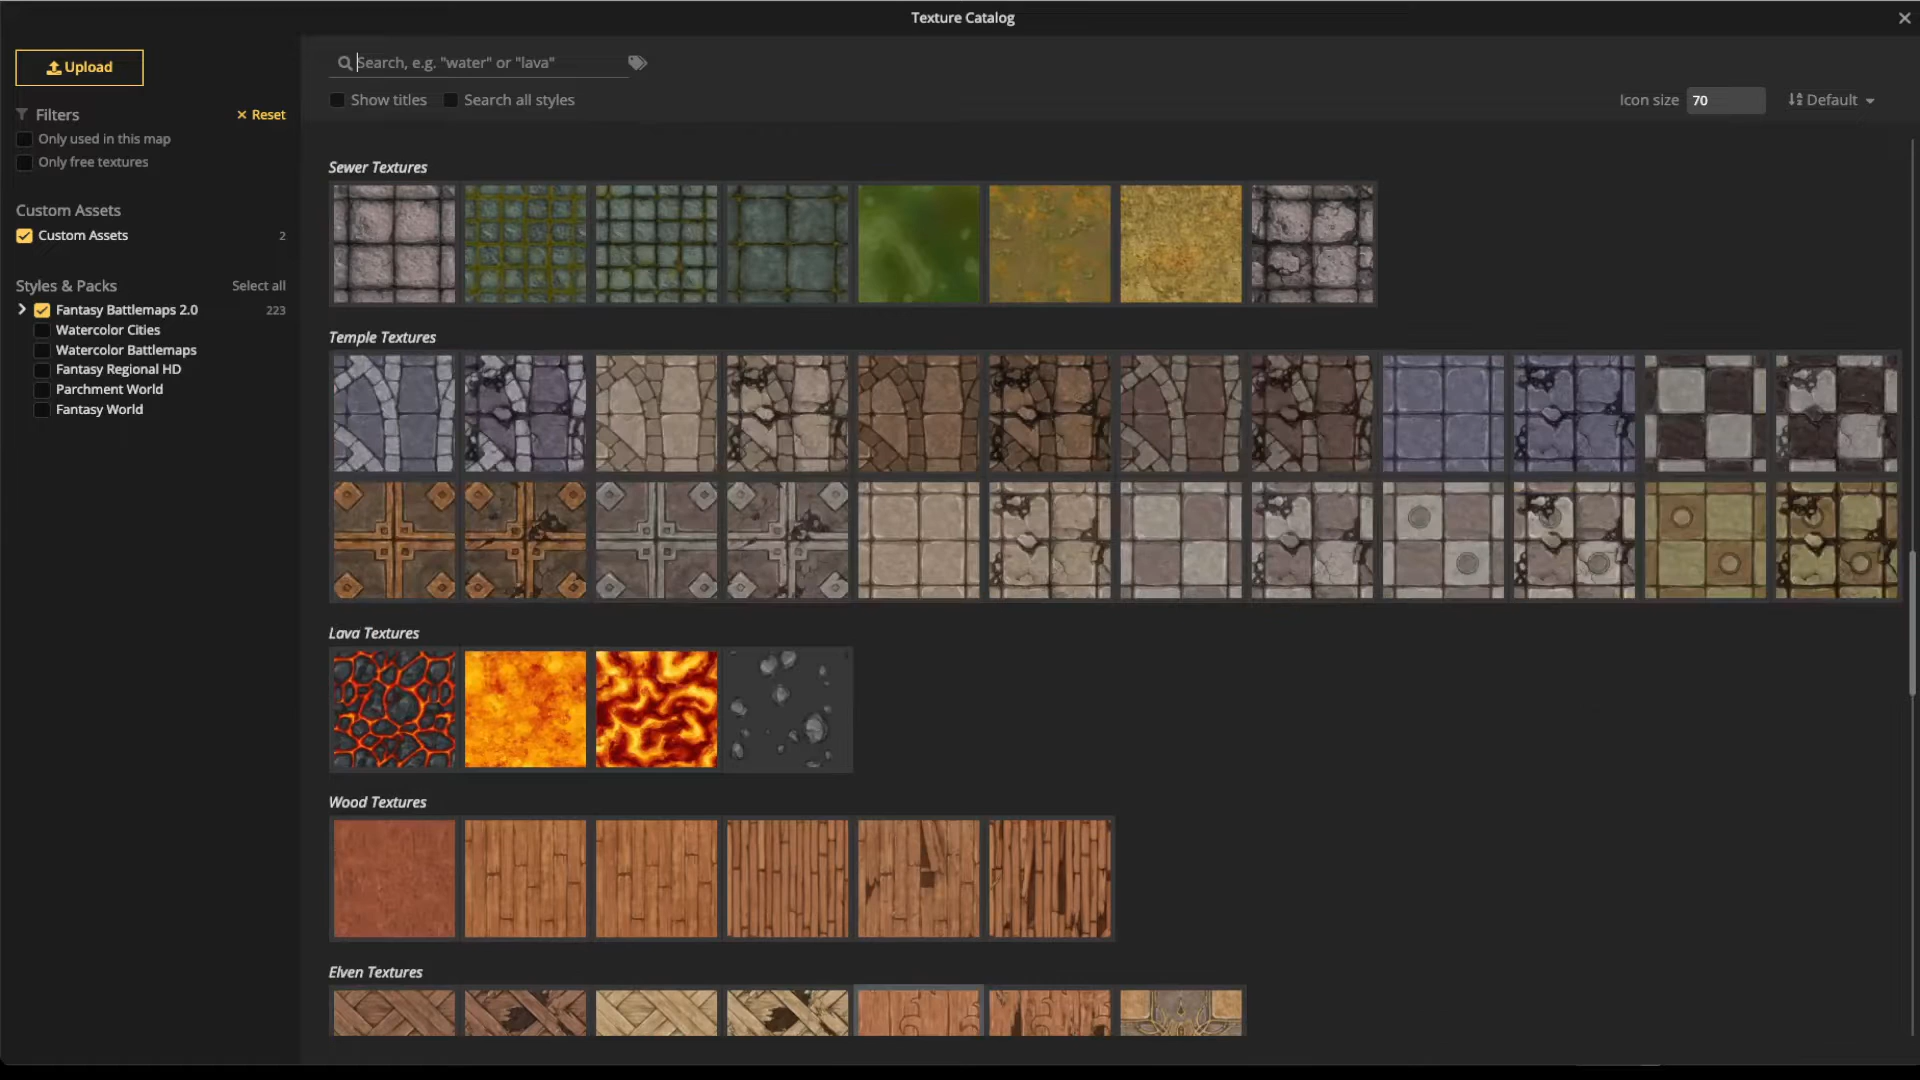 Texture Catalog
Upload
Search, e.g. "water" or "lava"
Show titles
Search all styles
Icon size
70
Default
Filters
Reset
Only used in this map
Only free textures
Custom Assets
Custom Assets 2
Styles & Packs
Select all
Fantasy Battlemaps 2.0 223
Watercolor Cities
Watercolor Battlemaps
Fantasy Regional HD
Parchment World
Fantasy World
Sewer Textures
Temple Textures
Lava Textures
Wood Textures
Elven Textures